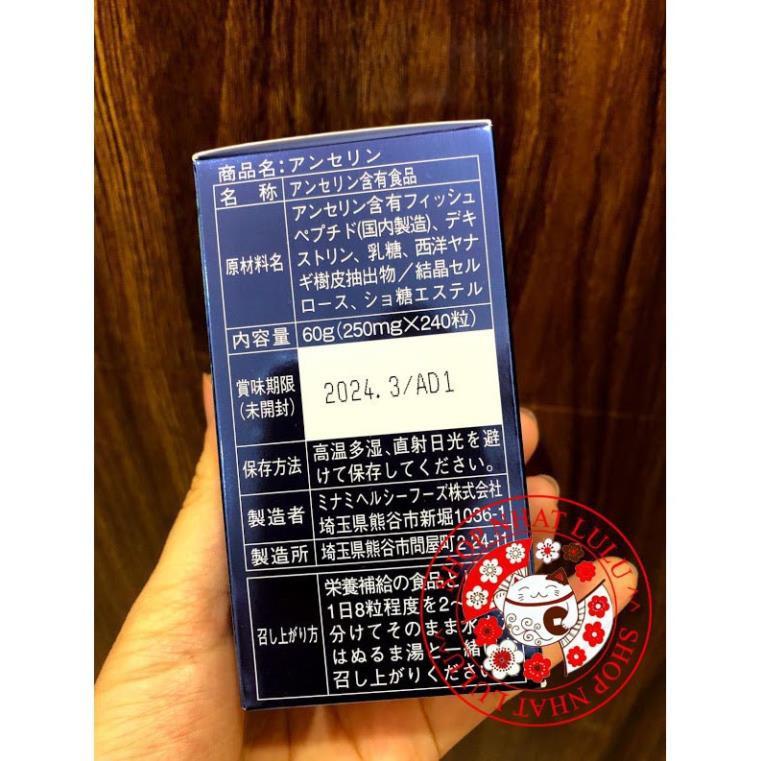 商品名:アンセリン
名 称 アンセリン含有食品
原材料名 アンセリン含有フィッシュ
ペプチド(国内製造)、デキ
ストリン、乳糖、西洋ヤナ
ギ樹皮抽出物/結晶セル
ロース、ショ糖エステル
内容量 60g(250mg×240粒)
賞味期限
(未開封)
2024. 3/AD1
保存方法 高温多湿、直射日光を避
けて保存してください。
製造者 ミナミヘルシーフーズ株式会社
埼玉県熊谷市新堀1036-1
製造所 埼玉県熊谷市問屋町2-24-11
召し上がり方 栄養補給の食品と
1日8粒程度を2~
分けてそのまま水
はぬるま湯と一緒
召し上がりください
SHOP NHAT LULU